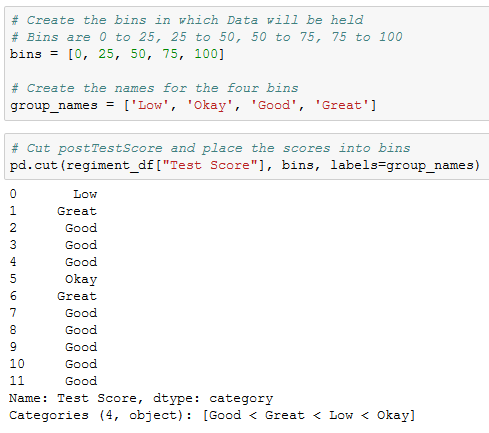 # Create the bins in which Data will be held
# Bins are 0 to 25, 25 to 50, 50 to 75, 75 to 100
bins = [0, 25, 50, 75, 100]
# Create the names for the four bins
group_names = ['Low', 'Okay', 'Good', 'Great']
# Cut postTestScore and place the scores into bins
pd.cut(regiment_df["Test Score"], bins, labels=group_names)
0 Low
1 Great
2 Good
3 Good
4 Good
5 Okay
6 Great
7 Good
8 Good
9 Good
10 Good
11 Good
Name: Test Score, dtype: category
Categories (4, object): [Good < Great < Low < Okay]